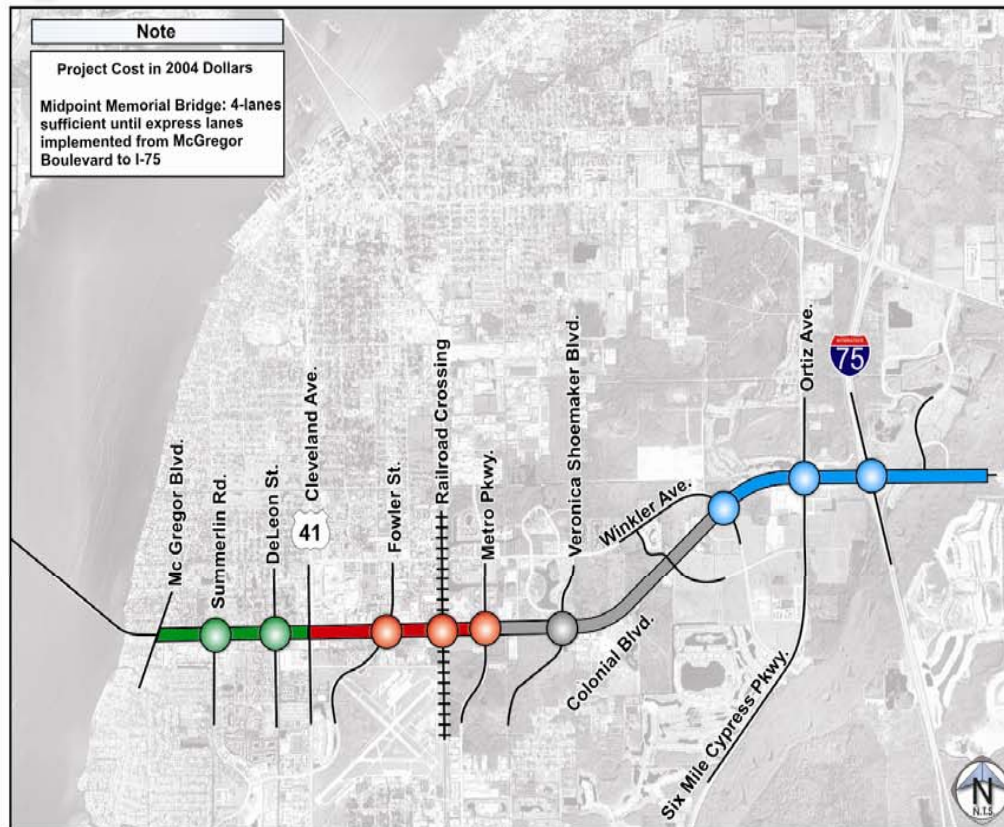 Note
Project Cost in 2004 Dollars
Midpoint Memorial Bridge: 4-lanes
sufficient until express lanes
implemented from McGregor
Boulevard to I-75
Mc Gregor Blvd.
Summerlin Rd.
DeLeon St.
Cleveland Ave.
41
Fowler St.
Railroad Crossing
Metro Pkwy.
Veronica Shoemaker Blvd.
Winkler Ave.
Colonial Blvd.
Ortiz Ave.
INTERSTATE
75
Six Mile Cypress Pkwy.
N
N.T.S.